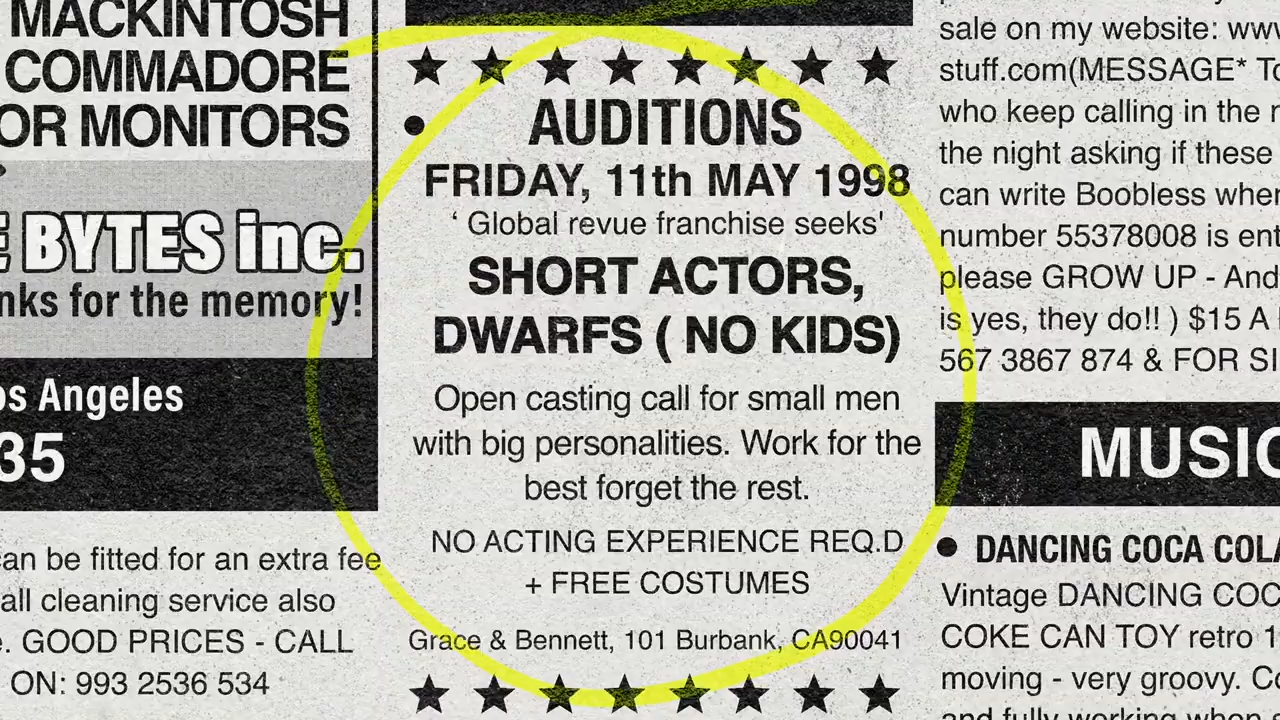 MACKINTOSH
COMMADORE
OR MONITORS
E BYTES inc.
nks for the memory!
os Angeles
35
can be fitted for an extra fee
all cleaning service also
e. GOOD PRICES - CALL
ON: 993 2536 534
AUDITIONS
FRIDAY, 11th MAY 1998
‘ Global revue franchise seeks'
SHORT ACTORS,
DWARFS ( NO KIDS)
Open casting call for small men
with big personalities. Work for the
best forget the rest.
NO ACTING EXPERIENCE REQ.D
+ FREE COSTUMES
Grace & Bennett, 101 Burbank, CA90041
sale on my website: www
stuff.com(MESSAGE* To
who keep calling in the
the night asking if these
can write Boobless when
number 55378008 is ent
please GROW UP - And
is yes, they do!! ) $15 A
567 3867 874 & FOR SI
MUSIC
• DANCING COCA COLA
Vintage DANCING COC
COKE CAN TOY retro 1
moving - very groovy. Co
and fully working when